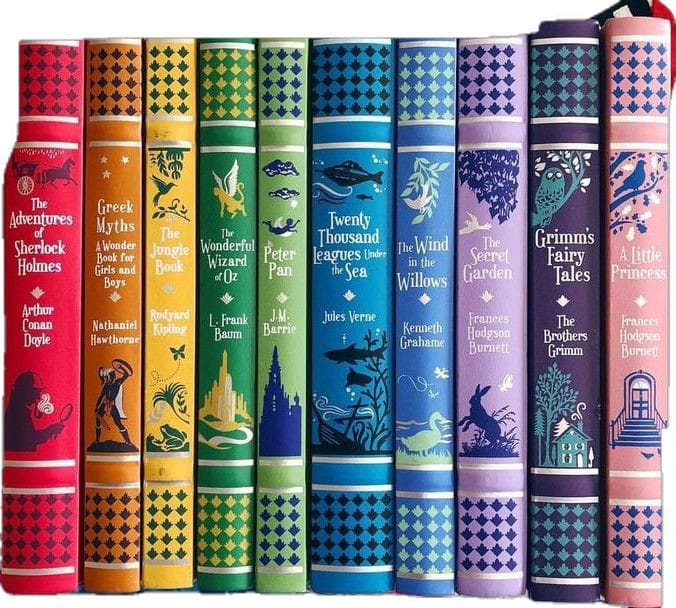 The
Adventures
of
Sherlock
Holmes
Arthur
Conan
Doyle
Greek
Myths
A Wonder
Book for
Girls and
Boys
Nathaniel
Hawthorne
The
Jungle
Book
Rudyard
Kipling
The
Wonderful
Wizard
of Oz
L. Frank
Baum
Peter
Pan
J.M.
Barrie
Twenty
Thousand
Leagues Under
the Sea
Jules Verne
The Wind
in the
Willows
Kenneth
Grahame
The
Secret
Garden
Frances
Hodgson
Burnett
Grimm's
Fairy
Tales
The
Brothers
Grimm
A Little
Princess
Frances
Hodgson
Burnett